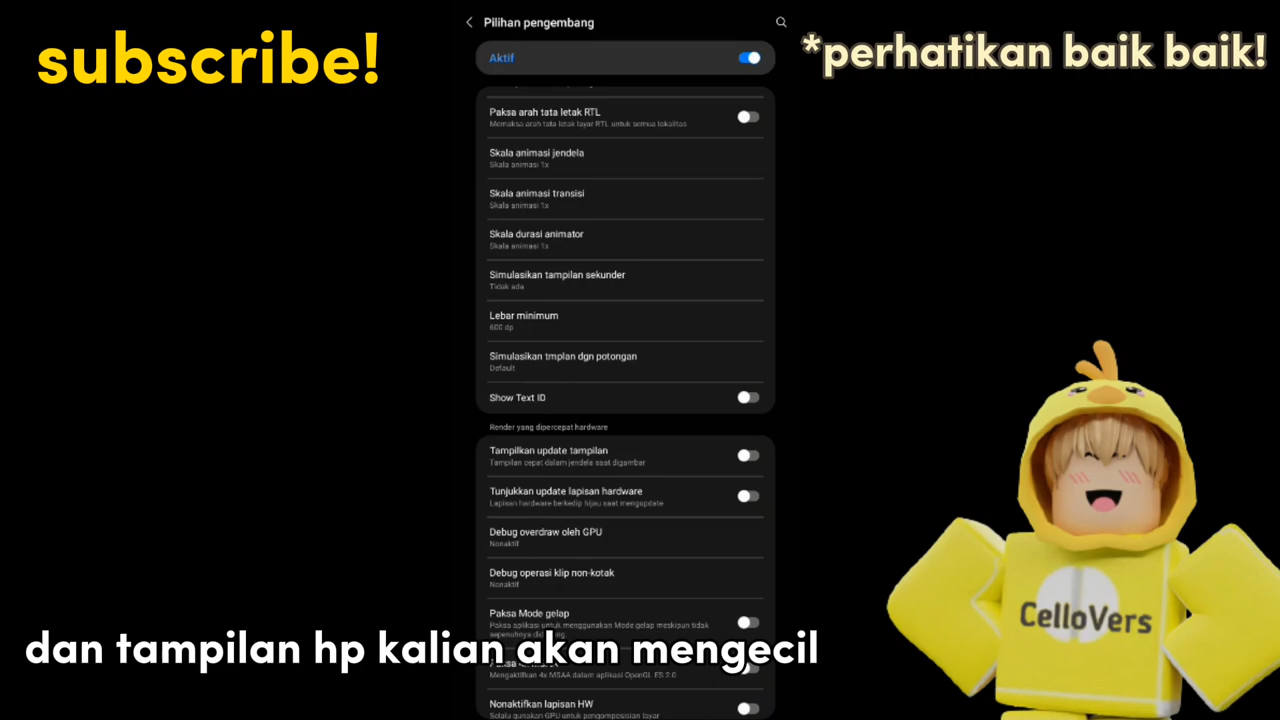 subscribe!
*perhatikan baik baik!
Pilihan pengembang
Aktif
Paksa arah tata letak RTL
Memaksa arah tata letak layar RTL untuk semua lokalitas
Skala animasi jendela
Skala animasi 1x
Skala animasi transisi
Skala animasi 1x
Skala durasi animator
Skala animasi 1x
Simulasikan tampilan sekunder
Tidak ada
Lebar minimum
600 dp
Simulasikan tmplan dgn potongan
Default
Show Text ID
Render yang dipercepat hardware
Tampilkan update tampilan
Tampilan cepat dalam jendela saat digambar
Tunjukkan update lapisan hardware
Lapisan hardware berkedip hijau saat mengupdate
Debug overdraw oleh GPU
Nonaktif
Debug operasi klip non-kotak
Nonaktif
Paksa Mode gelap
Paksa aplikasi untuk menggunakan Mode gelap meskipun tidak
dan tampilan hp kalian akan mengecil
Mengaktifkan 4x MSAA dalam aplikasi OpenGL ES 2.0
Nonaktifkan lapisan HW
Selalu gunakan GPU untuk pengomposisian layar
CelloVers